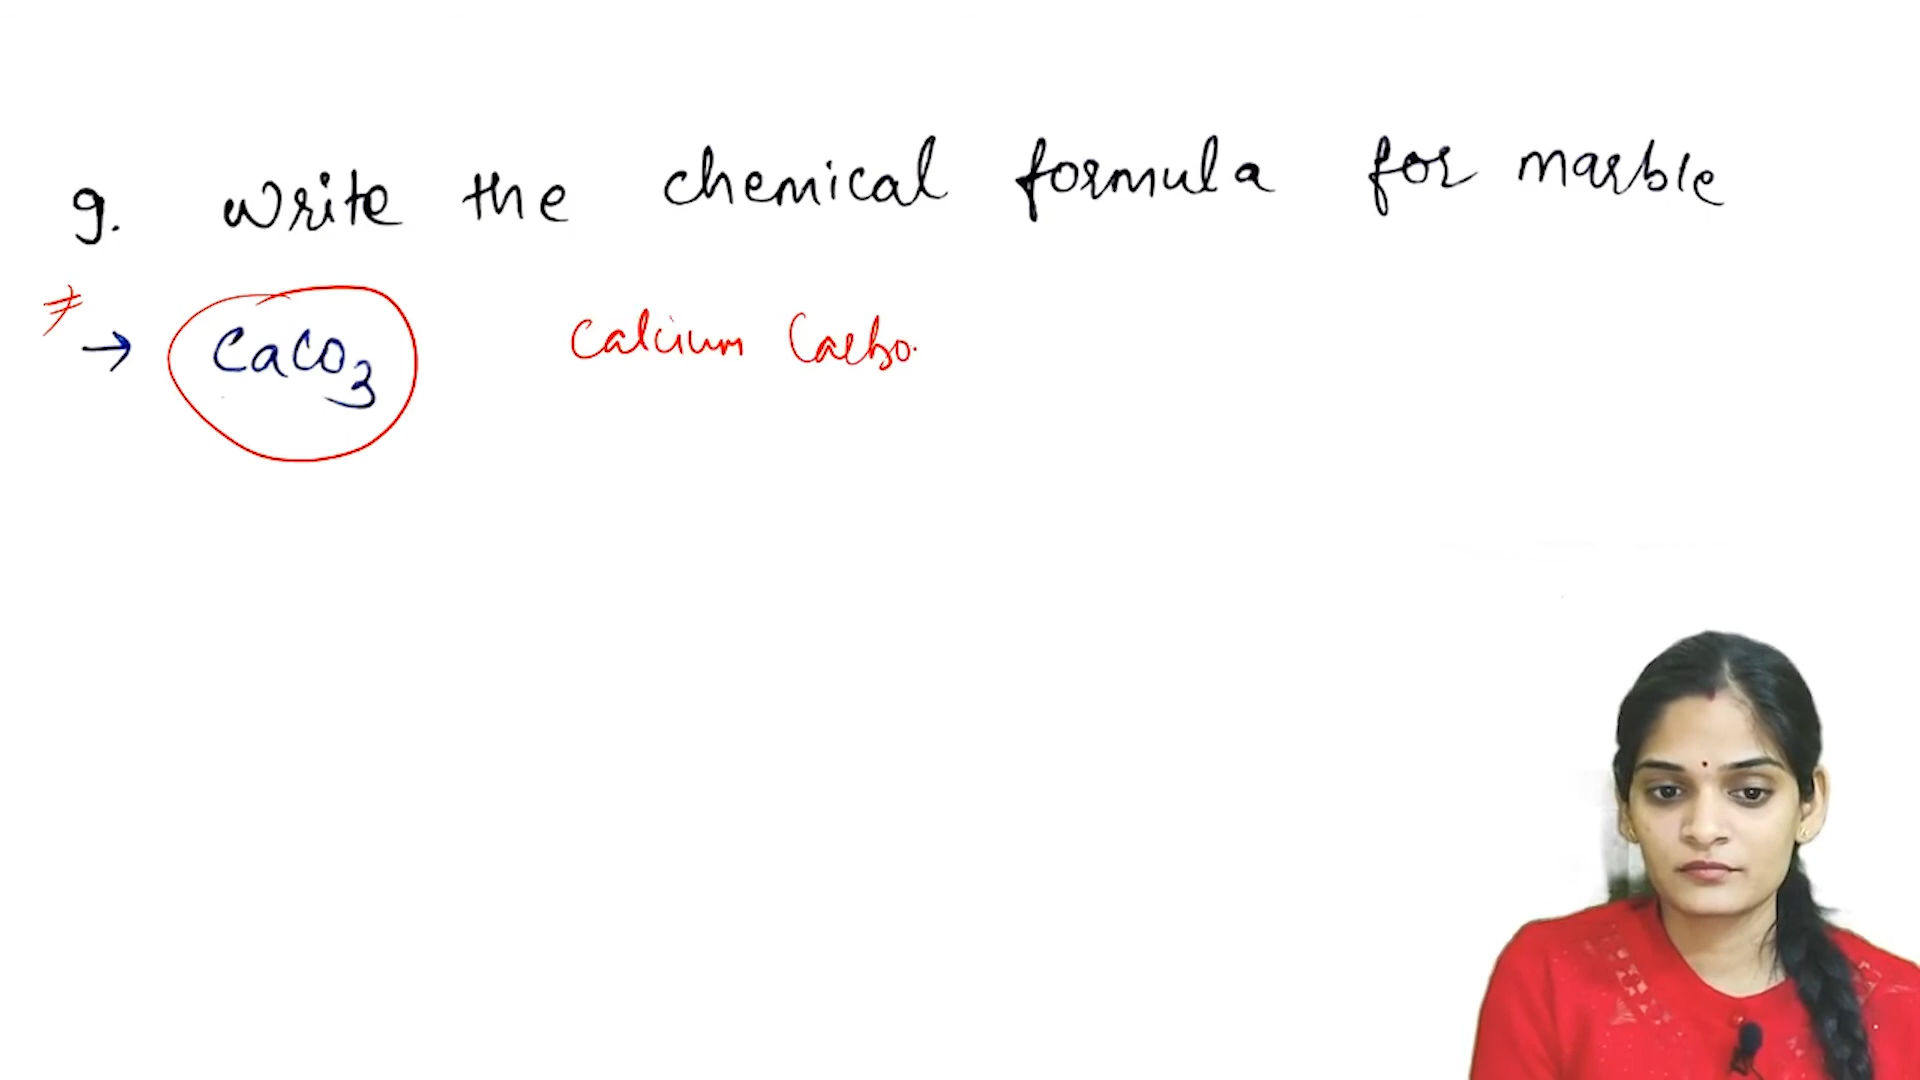 9. Write the chemical formula for marble
→ CaCO₃ Calcium Carbo